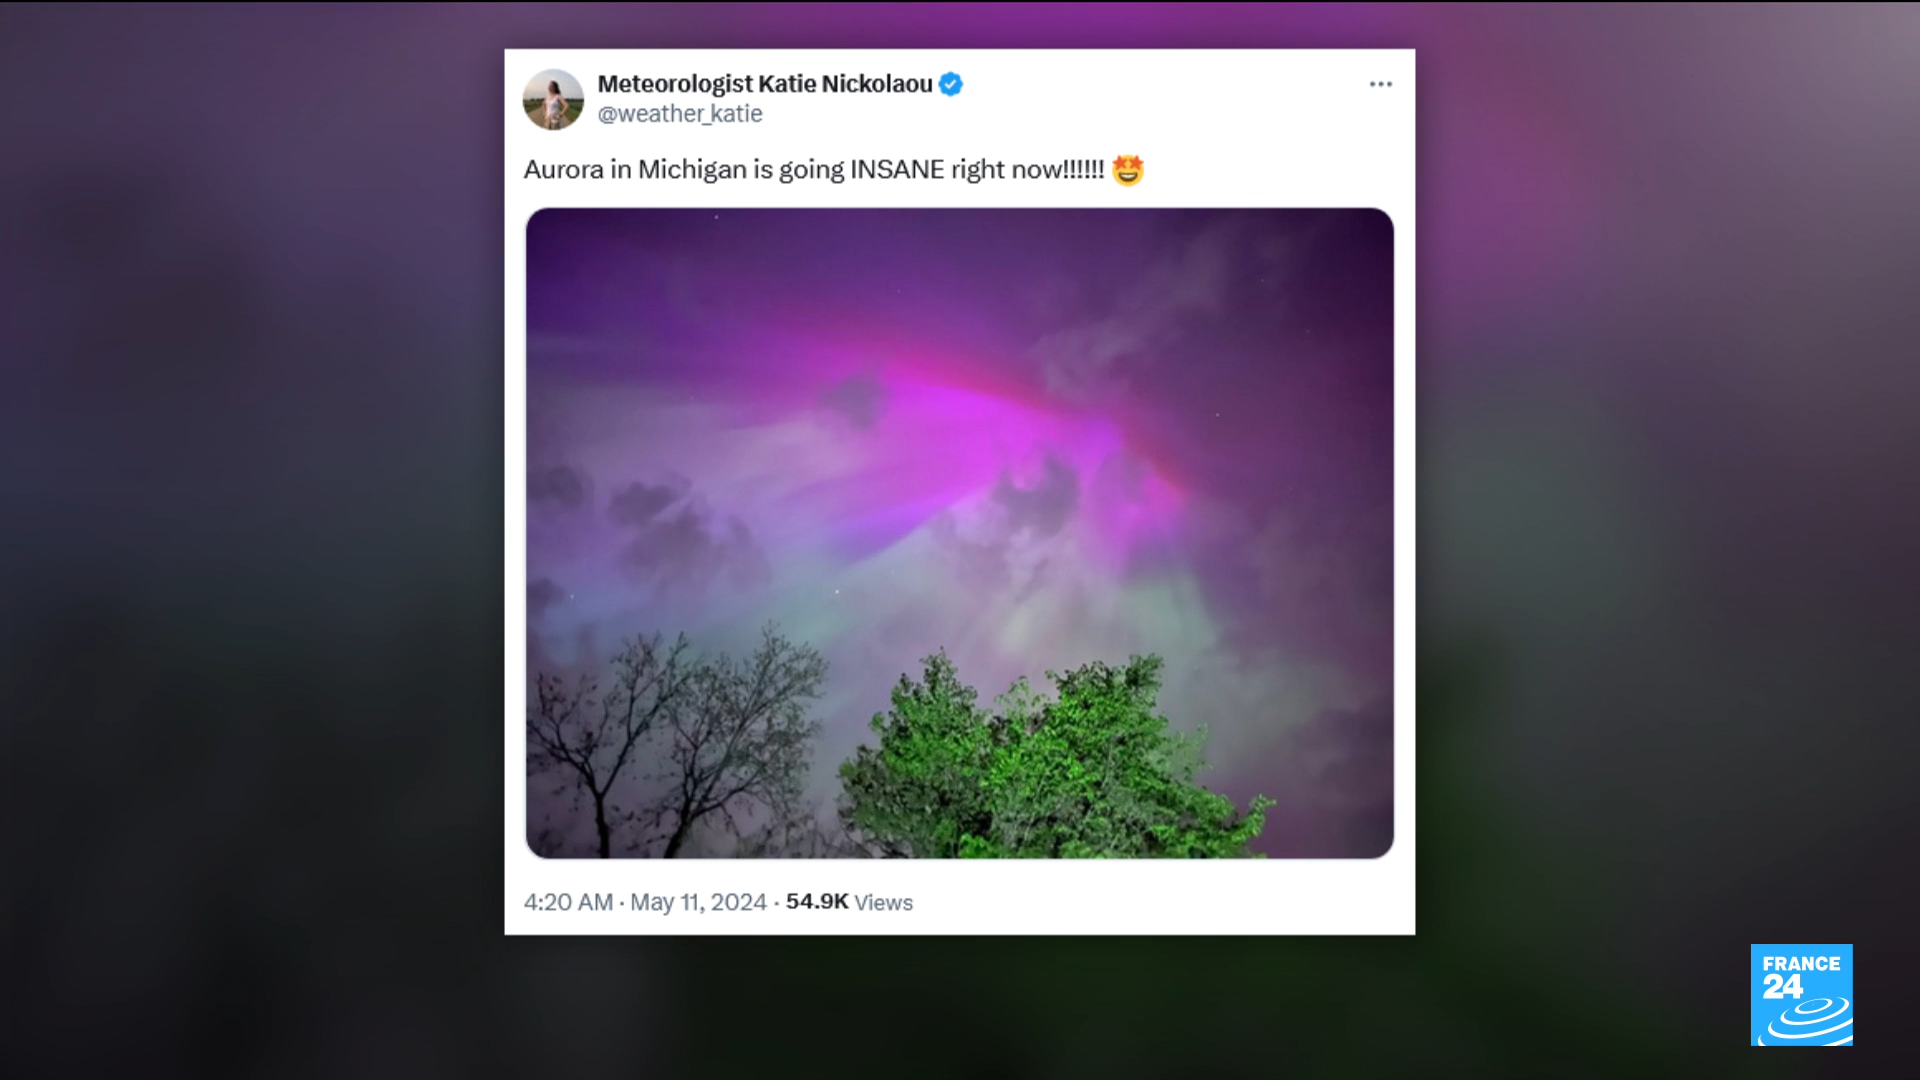 Meteorologist Katie Nickolaou
@weather_katie
Aurora in Michigan is going INSANE right now!!!!!! 🤩
4:20 AM · May 11, 2024 · 54.9K Views
FRANCE
24